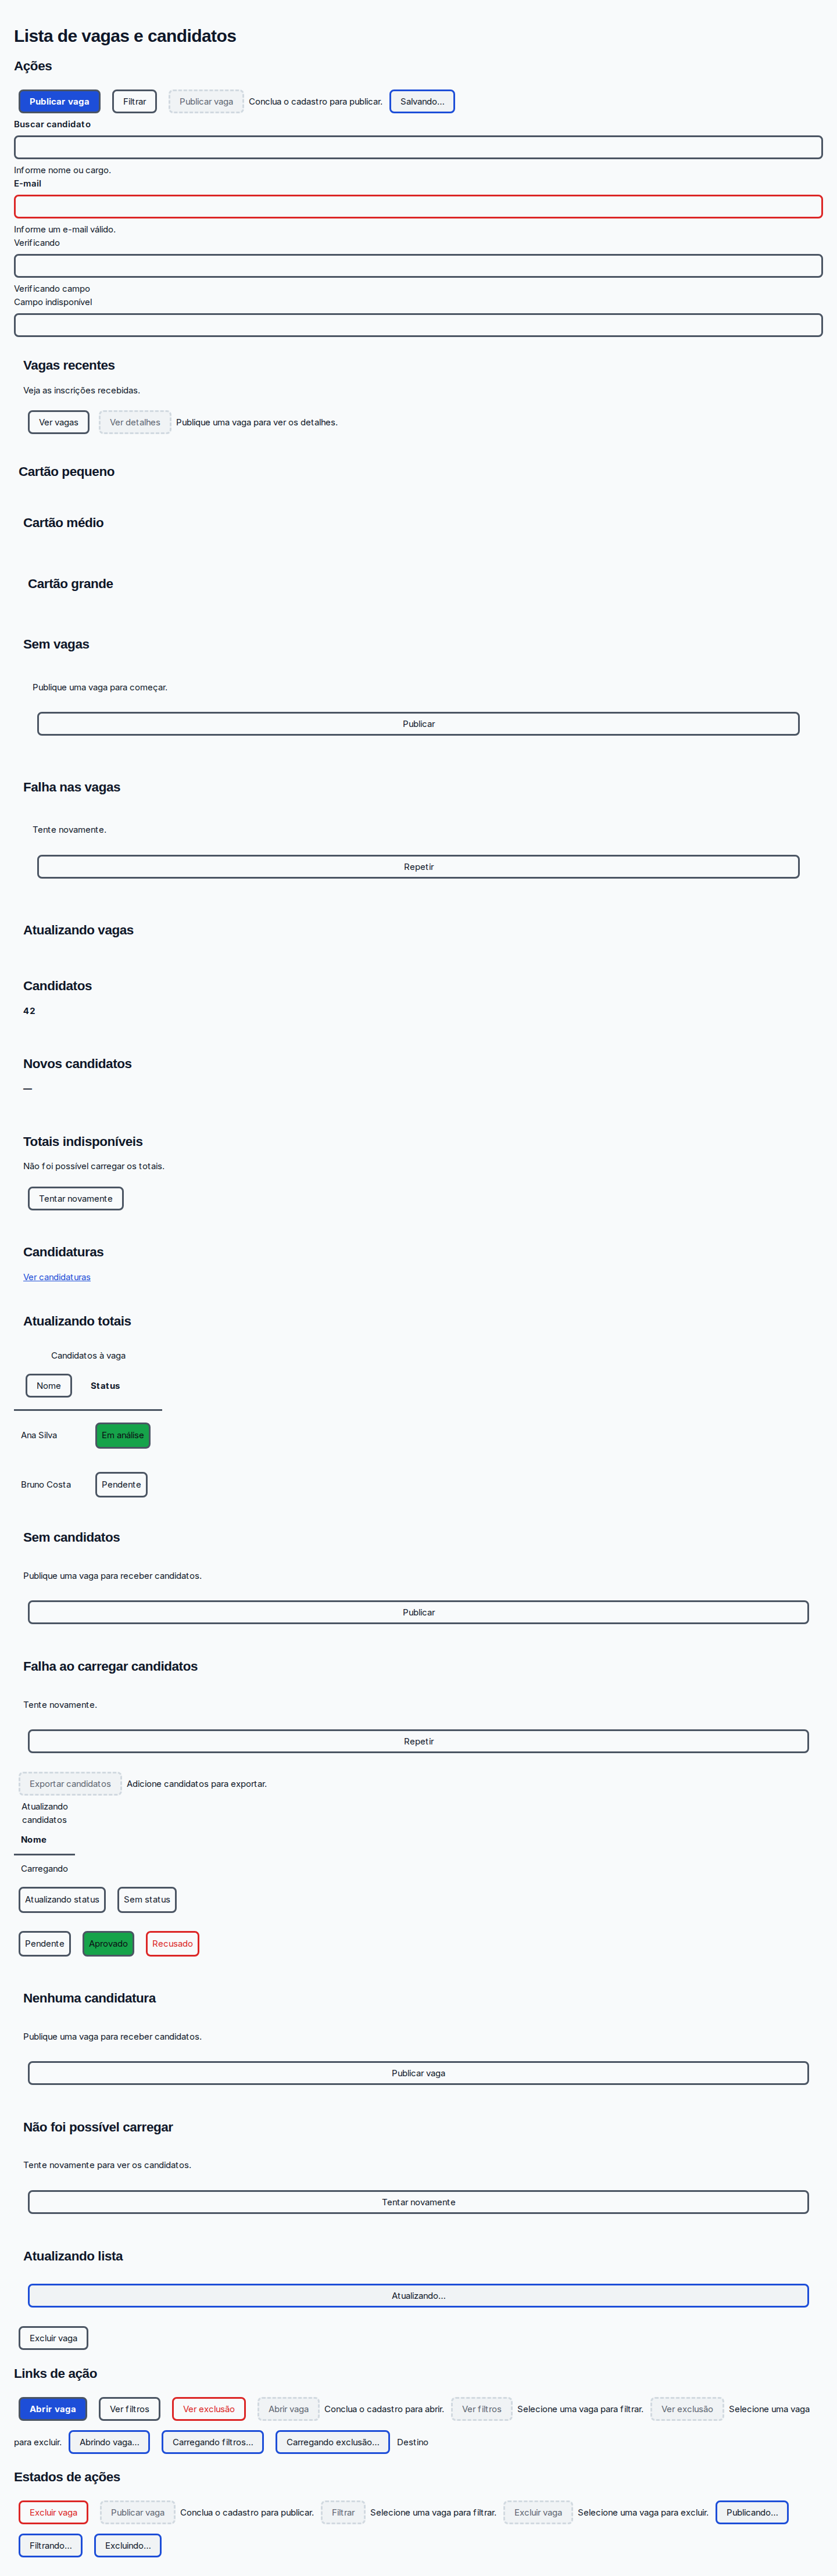 Lista de vagas e candidatos
Ações
Publicar vaga Filtrar Publicar vaga Conclua o cadastro para publicar. Salvando...
Buscar candidato
Informe nome ou cargo.
E-mail
Informe um e-mail válido.
Verificando
Verificando campo
Campo indisponível
Vagas recentes
Veja as inscrições recebidas.
Ver vagas Ver detalhes Publique uma vaga para ver os detalhes.
Cartão pequeno
Cartão médio
Cartão grande
Sem vagas
Publique uma vaga para começar.
Publicar
Falha nas vagas
Tente novamente.
Repetir
Atualizando vagas
Candidatos
42
Novos candidatos
—
Totais indisponíveis
Não foi possível carregar os totais.
Tentar novamente
Candidaturas
Ver candidaturas
Atualizando totais
Candidatos à vaga
Nome Status
Ana Silva Em análise
Bruno Costa Pendente
Sem candidatos
Publique uma vaga para receber candidatos.
Publicar
Falha ao carregar candidatos
Tente novamente.
Repetir
Exportar candidatos Adicione candidatos para exportar.
Atualizando
candidatos
Nome
Carregando
Atualizando status Sem status
Pendente Aprovado Recusado
Nenhuma candidatura
Publique uma vaga para receber candidatos.
Publicar vaga
Não foi possível carregar
Tente novamente para ver os candidatos.
Tentar novamente
Atualizando lista
Atualizando...
Excluir vaga
Links de ação
Abrir vaga Ver filtros Ver exclusão Abrir vaga Conclua o cadastro para abrir. Ver filtros Selecione uma vaga para filtrar. Ver exclusão Selecione uma vaga
para excluir. Abrindo vaga... Carregando filtros... Carregando exclusão... Destino
Estados de ações
Excluir vaga Publicar vaga Conclua o cadastro para publicar. Filtrar Selecione uma vaga para filtrar. Excluir vaga Selecione uma vaga para excluir. Publicando...
Filtrando... Excluindo...